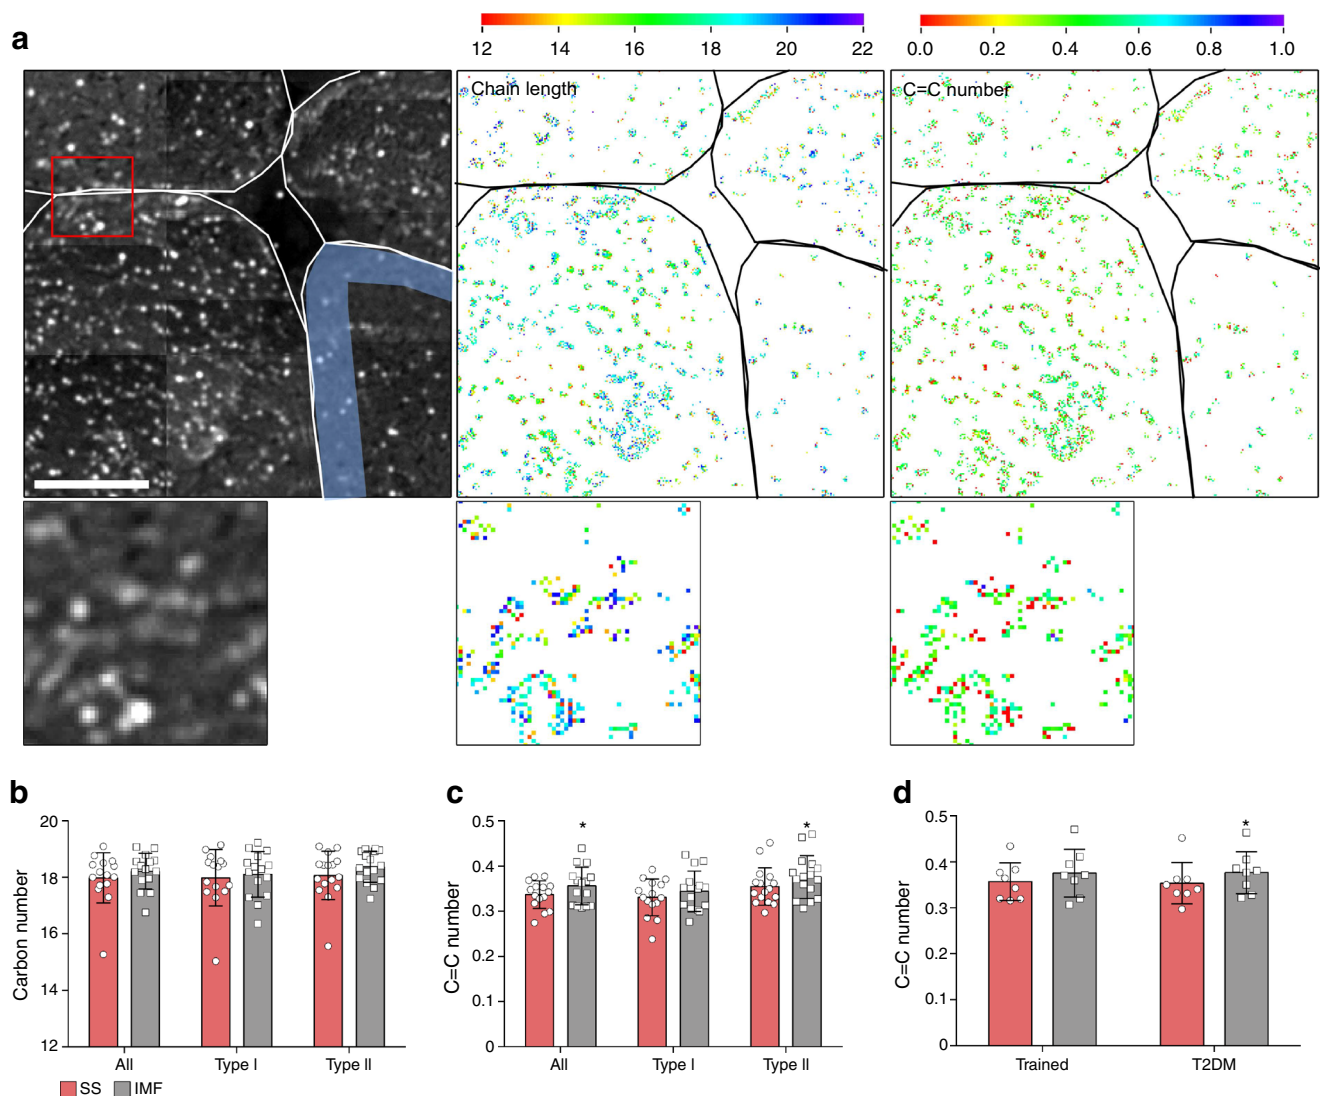 a
12 14 16 18 20 22
0.0 0.2 0.4 0.6 0.8 1.0
Chain length
C=C number
b
Carbon number
20
18
16
14
12
All Type I Type II
SS IMF
c
C=C number
0.5
0.4
0.3
0.2
0.1
0
* *
All Type I Type II
d
C=C number
0.5
0.4
0.3
0.2
0.1
0
*
Trained T2DM